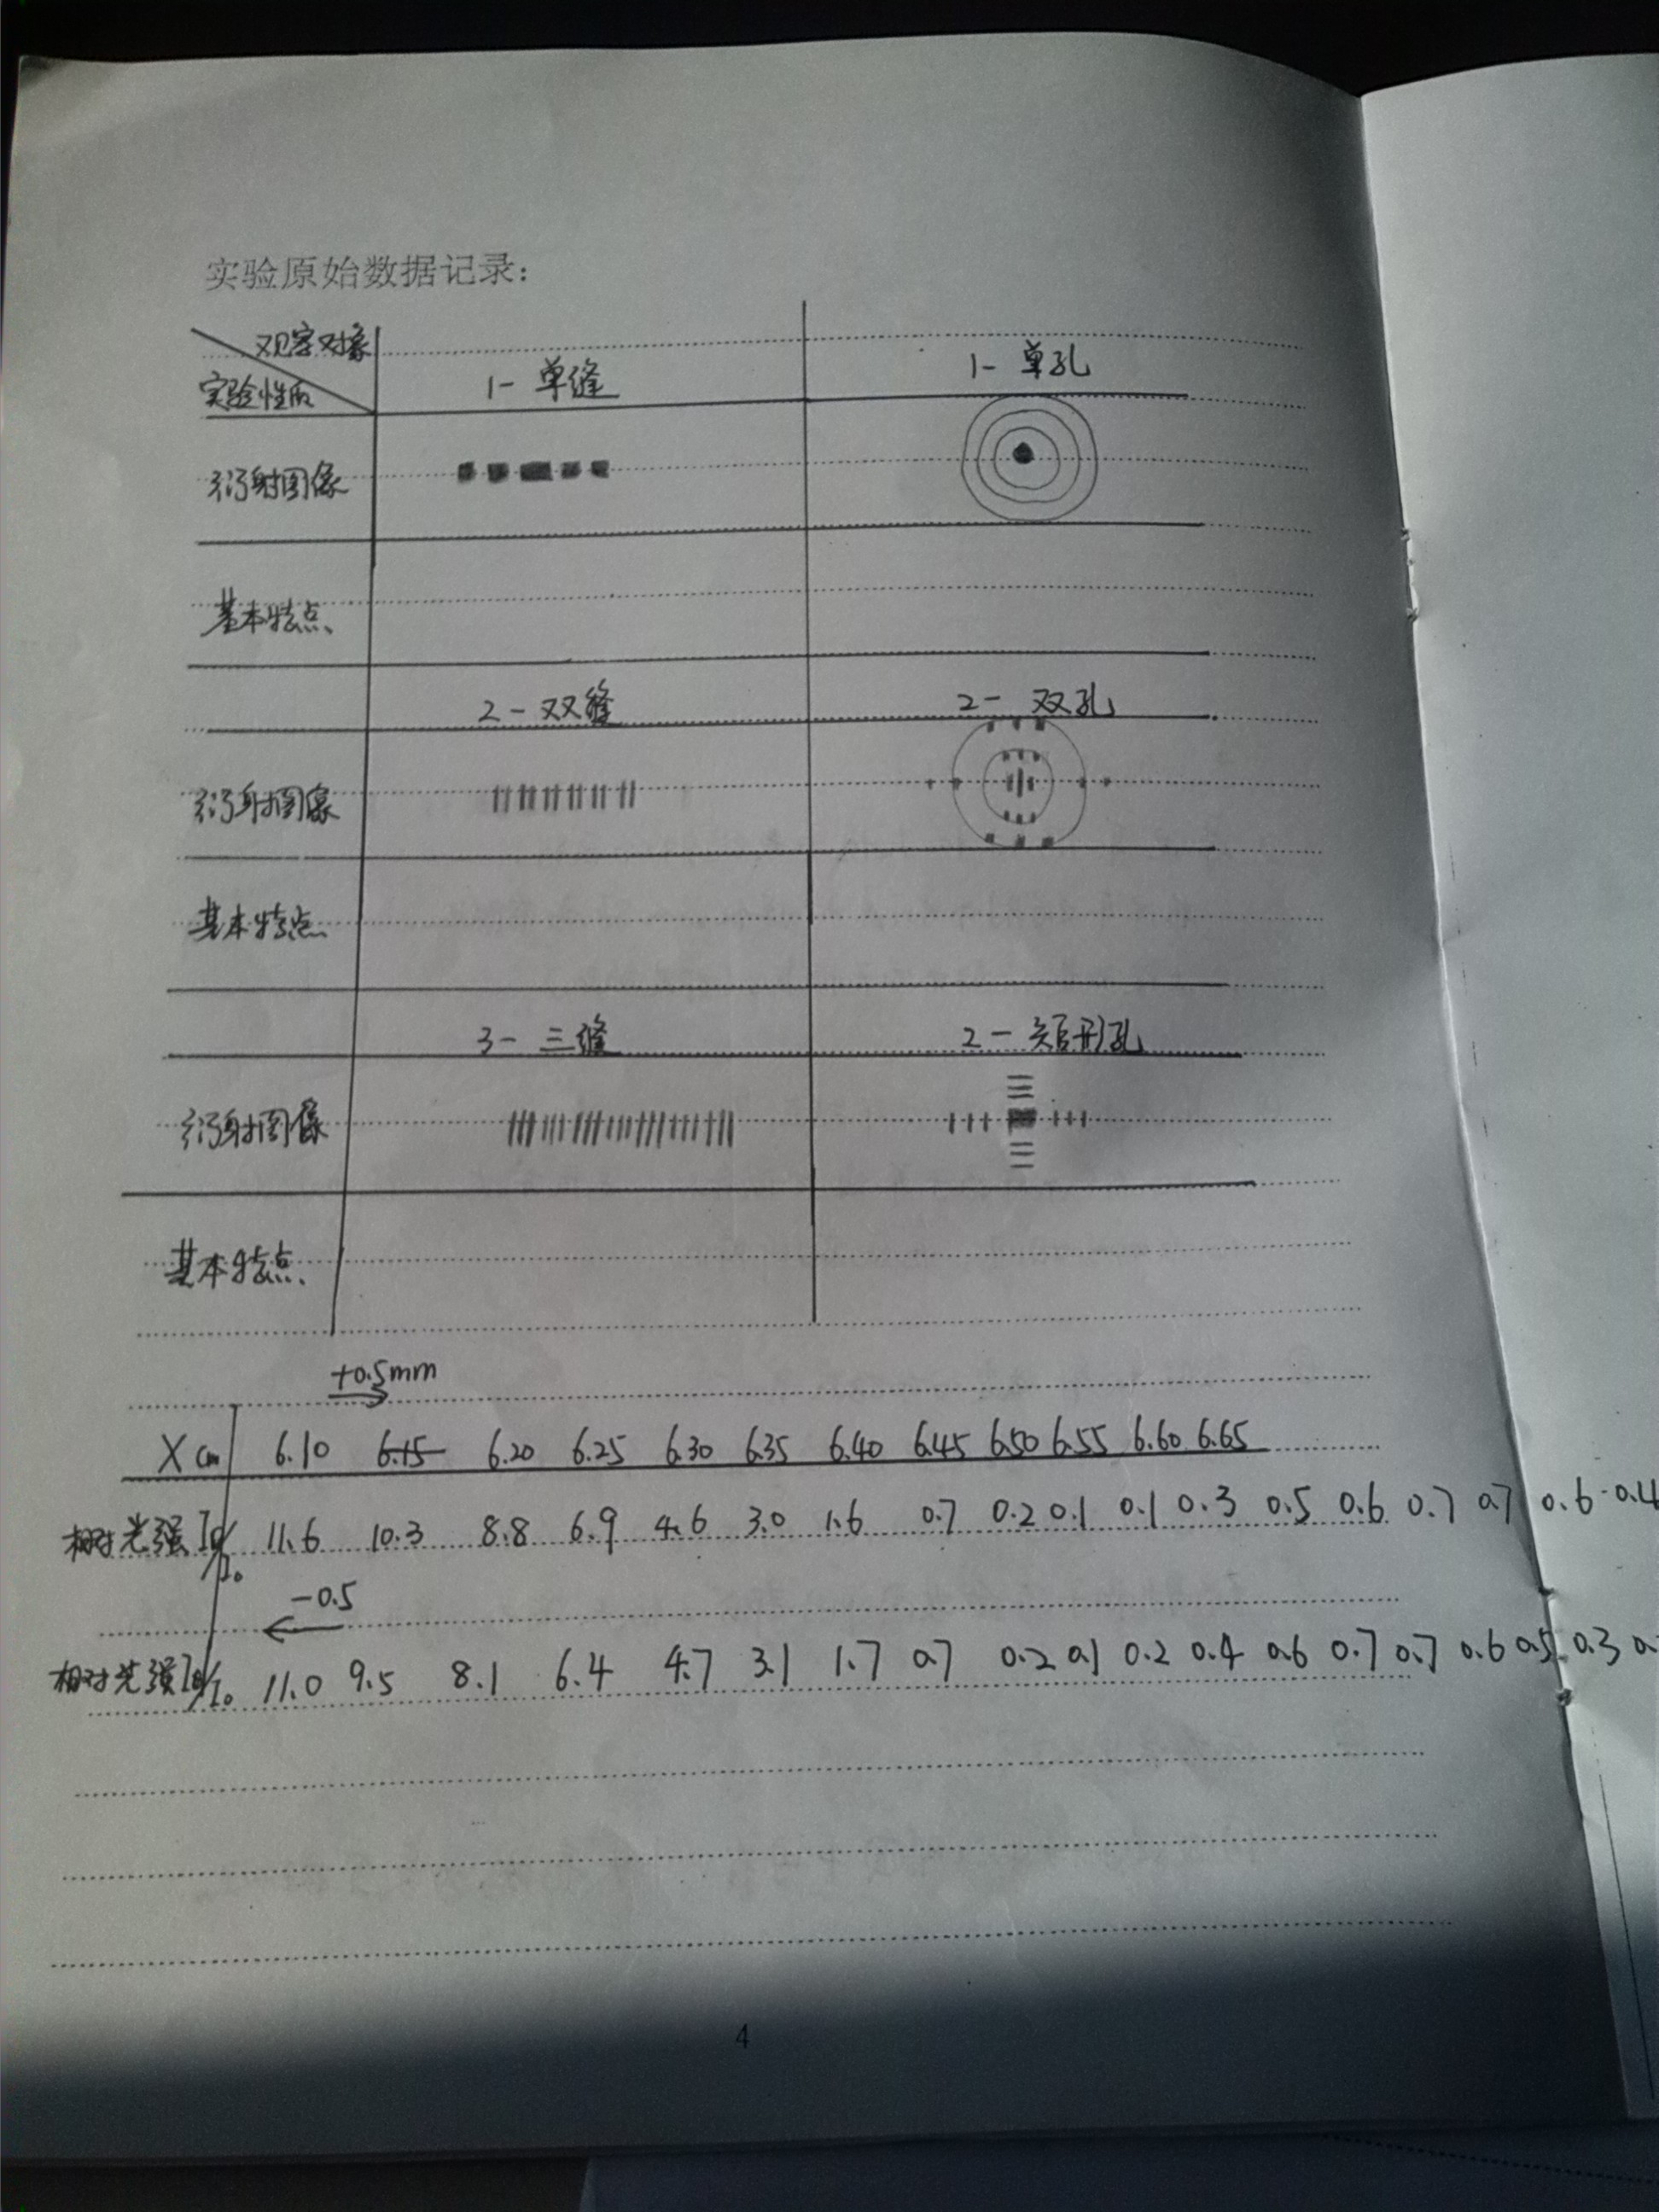 实验原始数据记录:
观察对象
实验性质
1- 单缝
1- 单孔
衍射图像
基本特点
2- 双缝
2- 双孔
衍射图像
基本特点
3- 三缝
2- 矩形孔
衍射图像
基本特点
+0.5mm
X cm 6.10 6.15 6.20 6.25 6.30 6.35 6.40 6.45 6.50 6.55 6.60 6.65
相对光强 Iθ/I₀ 11.6 10.3 8.8 6.9 4.6 3.0 1.6 0.7 0.2 0.1 0.1 0.3 0.5 0.6 0.7 0.7 0.6 0.4
-0.5
相对光强 Iθ/I₀ 11.0 9.5 8.1 6.4 4.7 3.1 1.7 0.7 0.2 0.1 0.2 0.4 0.6 0.7 0.7 0.6 0.5 0.3
4